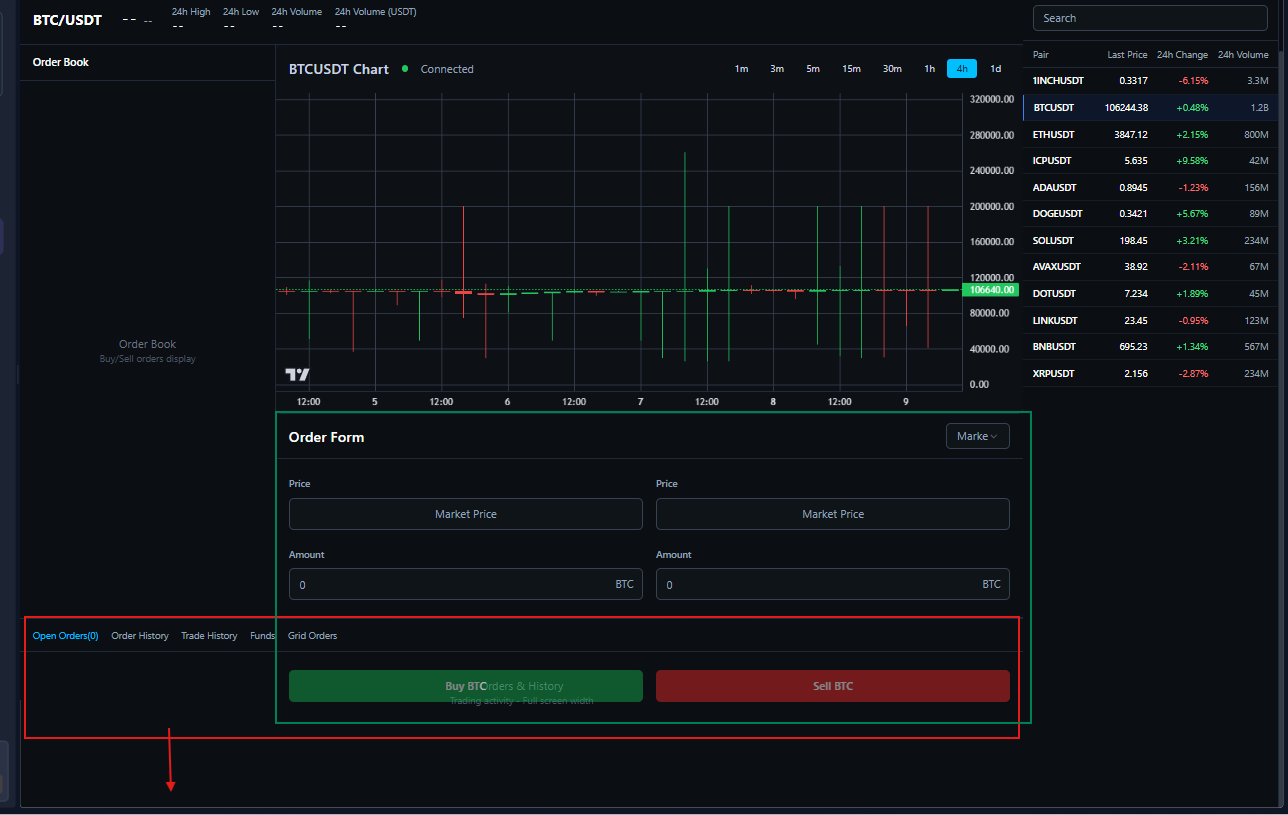 BTC/USDT -- -- 24h High 24h Low 24h Volume 24h Volume (USDT)
-- -- -- --
Order Book
Order Book
Buy/Sell orders display
BTCUSDT Chart Connected 1m 3m 5m 15m 30m 1h 4h 1d
320000.00
280000.00
240000.00
200000.00
160000.00
120000.00
106640.00
80000.00
40000.00
0.00
12:00 5 12:00 6 12:00 7 12:00 8 12:00 9
Order Form Marke
Price Price
Market Price Market Price
Amount Amount
0 BTC 0 BTC
Open Orders(0) Order History Trade History Funds Grid Orders
Buy BTC Orders & History Sell BTC
Trading activity - Full screen width
Search
Pair Last Price 24h Change 24h Volume
1INCHUSDT 0.3317 -6.15% 3.3M
BTCUSDT 106244.38 +0.48% 1.2B
ETHUSDT 3847.12 +2.15% 800M
ICPUSDT 5.635 +9.58% 42M
ADAUSDT 0.8945 -1.23% 156M
DOGEUSDT 0.3421 +5.67% 89M
SOLUSDT 198.45 +3.21% 234M
AVAXUSDT 38.92 -2.11% 67M
DOTUSDT 7.234 +1.89% 45M
LINKUSDT 23.45 -0.95% 123M
BNBUSDT 695.23 +1.34% 567M
XRPUSDT 2.156 -2.87% 234M